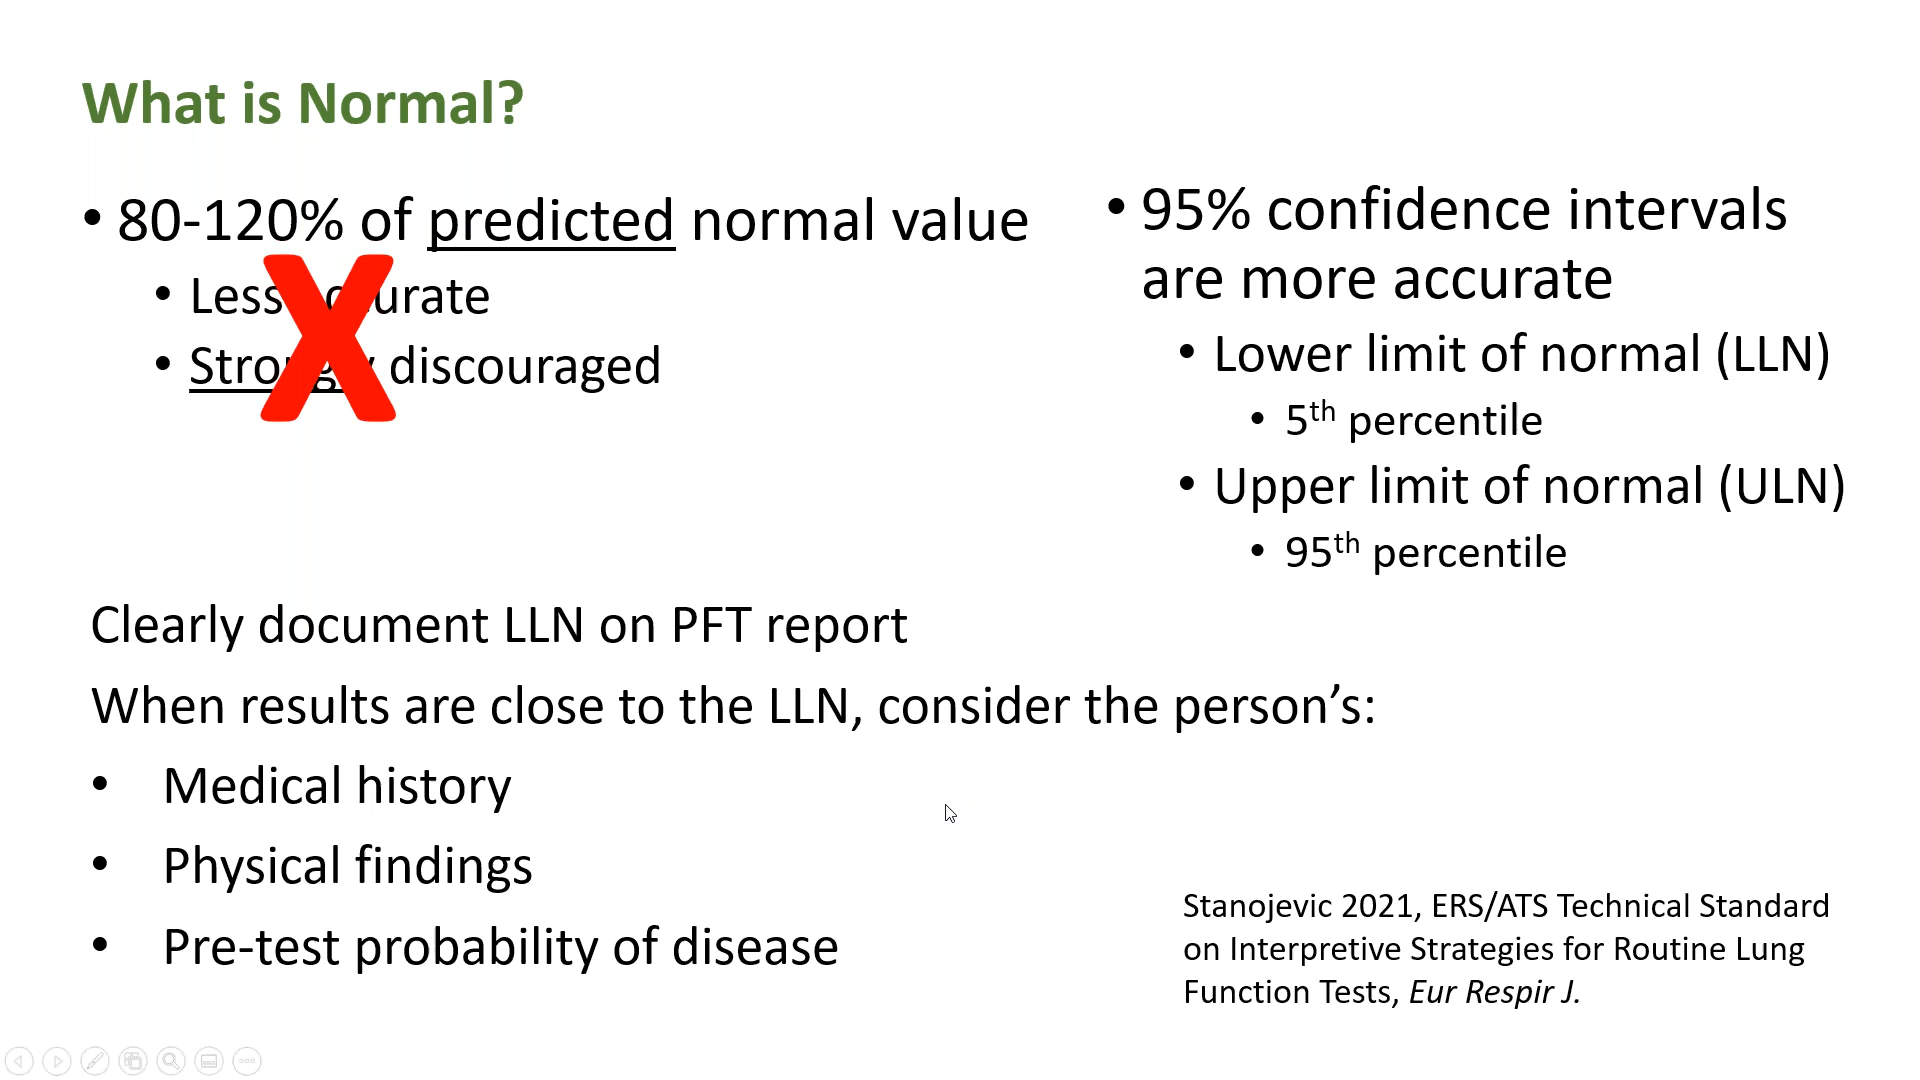 What is Normal?
• 80-120% of predicted normal value
• Less accurate
• Strongly discouraged
• 95% confidence intervals
are more accurate
• Lower limit of normal (LLN)
• 5th percentile
• Upper limit of normal (ULN)
• 95th percentile
Clearly document LLN on PFT report
When results are close to the LLN, consider the person’s:
• Medical history
• Physical findings
• Pre-test probability of disease
Stanojevic 2021, ERS/ATS Technical Standard
on Interpretive Strategies for Routine Lung
Function Tests, Eur Respir J.